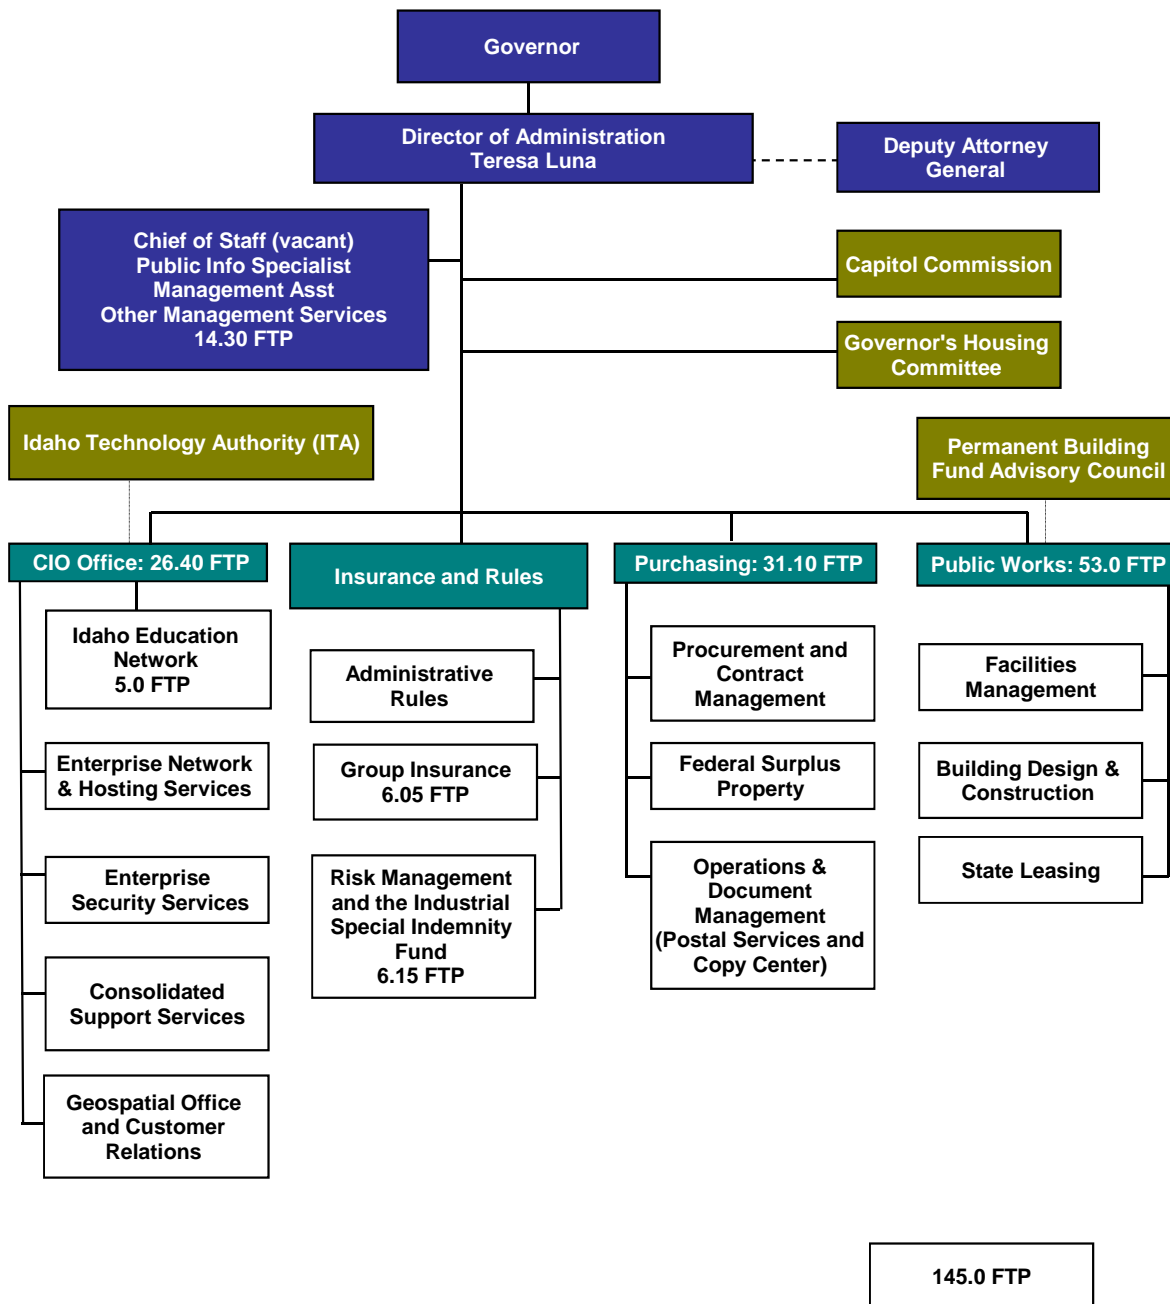 Governor
Director of Administration
Teresa Luna
Deputy Attorney
General
Chief of Staff (vacant)
Public Info Specialist
Management Asst
Other Management Services
14.30 FTP
Capitol Commission
Governor's Housing
Committee
Idaho Technology Authority (ITA)
Permanent Building
Fund Advisory Council
CIO Office: 26.40 FTP
Insurance and Rules
Purchasing: 31.10 FTP
Public Works: 53.0 FTP
Idaho Education
Network
5.0 FTP
Enterprise Network
& Hosting Services
Enterprise
Security Services
Consolidated
Support Services
Geospatial Office
and Customer
Relations
Administrative
Rules
Group Insurance
6.05 FTP
Risk Management
and the Industrial
Special Indemnity
Fund
6.15 FTP
Procurement and
Contract
Management
Federal Surplus
Property
Operations &
Document
Management
(Postal Services and
Copy Center)
Facilities
Management
Building Design &
Construction
State Leasing
145.0 FTP